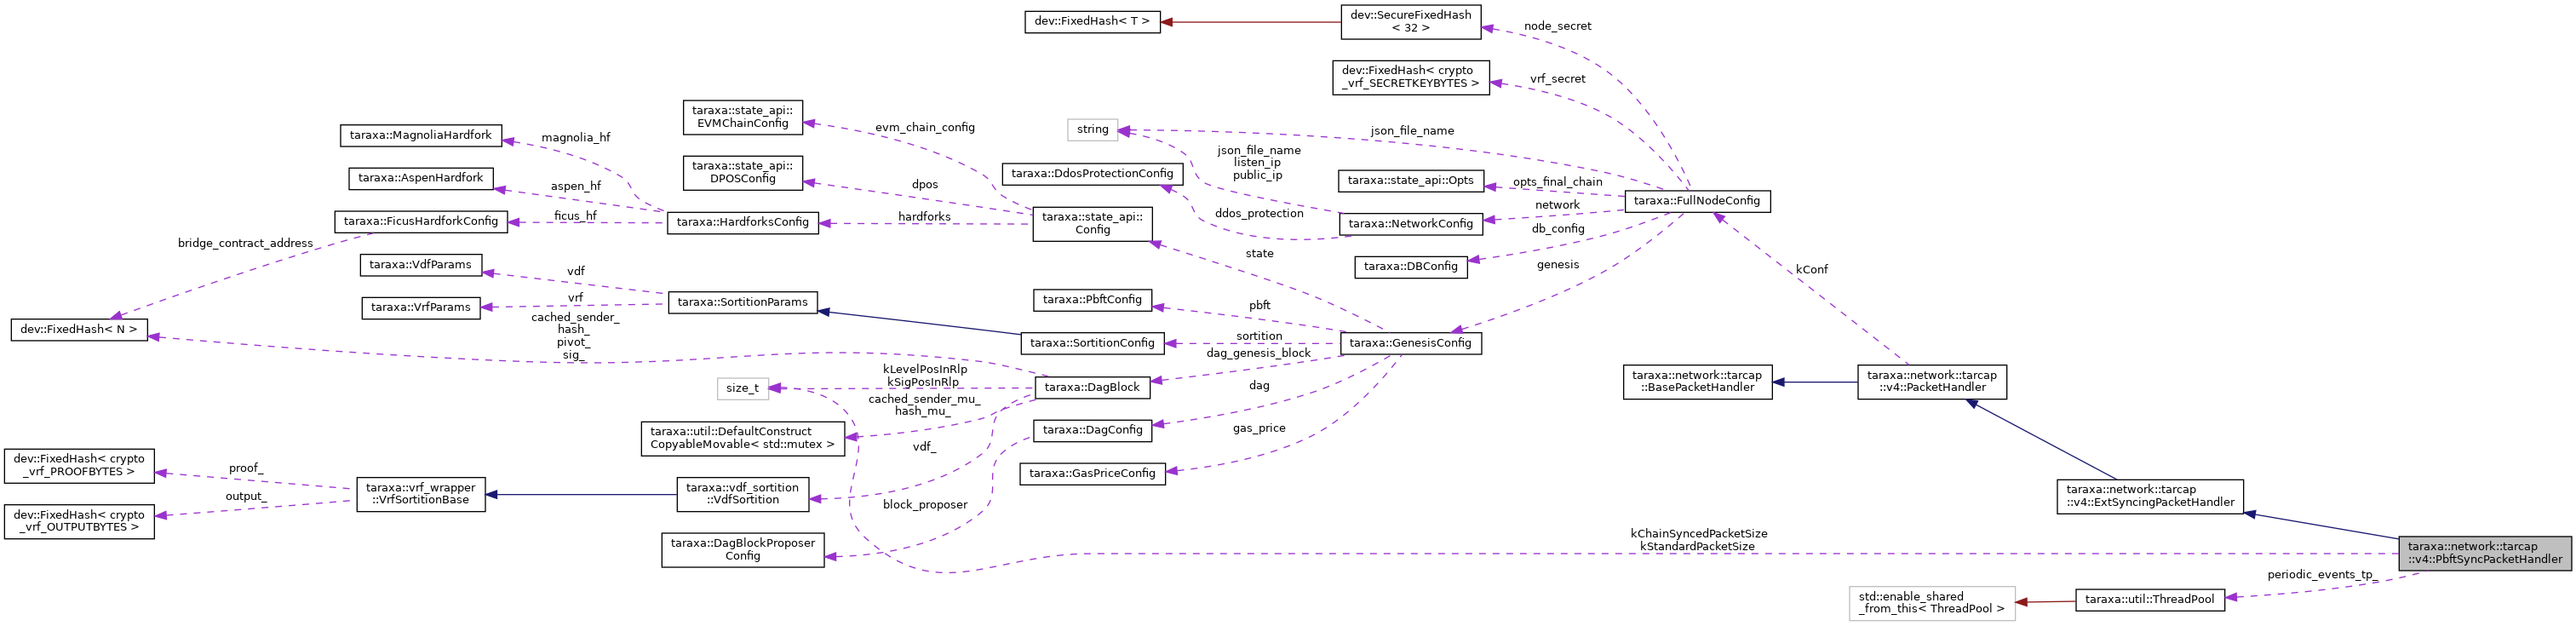 dev::FixedHash< T >
dev::SecureFixedHash
< 32 >
node_secret
dev::FixedHash< crypto
_vrf_SECRETKEYBYTES >
vrf_secret
taraxa::state_api::
EVMChainConfig
evm_chain_config
string
json_file_name
taraxa::MagnoliaHardfork
magnolia_hf
json_file_name
listen_ip
public_ip
taraxa::state_api::
DPOSConfig
dpos
taraxa::DdosProtectionConfig
taraxa::AspenHardfork
aspen_hf
taraxa::state_api::Opts
opts_final_chain
taraxa::FullNodeConfig
network
ddos_protection
taraxa::FicusHardforkConfig
ficus_hf
taraxa::HardforksConfig
hardforks
taraxa::state_api::
Config
taraxa::NetworkConfig
db_config
bridge_contract_address
state
taraxa::DBConfig
genesis
kConf
taraxa::VdfParams
vdf
taraxa::VrfParams
vrf
taraxa::SortitionParams
taraxa::PbftConfig
pbft
dev::FixedHash< N >
cached_sender_
hash_
pivot_
sig_
taraxa::SortitionConfig
sortition
taraxa::GenesisConfig
dag_genesis_block
size_t
kLevelPosInRlp
kSigPosInRlp
taraxa::DagBlock
dag
taraxa::network::tarcap
::BasePacketHandler
taraxa::network::tarcap
::v4::PacketHandler
cached_sender_mu_
hash_mu_
taraxa::util::DefaultConstruct
CopyableMovable< std::mutex >
vdf_
taraxa::DagConfig
gas_price
taraxa::GasPriceConfig
dev::FixedHash< crypto
_vrf_PROOFBYTES >
proof_
output_
dev::FixedHash< crypto
_vrf_OUTPUTBYTES >
taraxa::vrf_wrapper
::VrfSortitionBase
taraxa::vdf_sortition
::VdfSortition
block_proposer
taraxa::network::tarcap
::v4::ExtSyncingPacketHandler
taraxa::DagBlockProposer
Config
kChainSyncedPacketSize
kStandardPacketSize
taraxa::network::tarcap
::v4::PbftSyncPacketHandler
periodic_events_tp_
std::enable_shared
_from_this< ThreadPool >
taraxa::util::ThreadPool